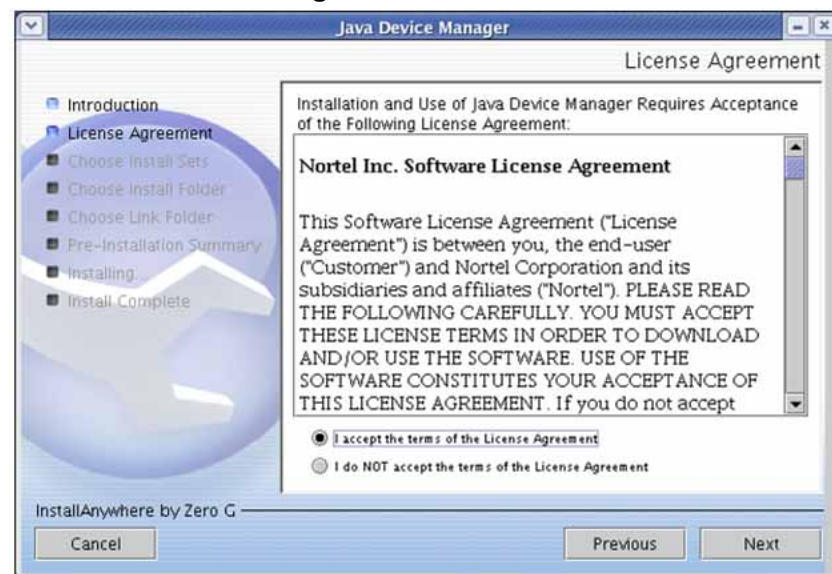 Java Device Manager
License Agreement
Introduction
License Agreement
Choose Install Sets
Choose Install Folder
Choose Link Folder
Pre-Installation Summary
Installing...
Install Complete
Installation and Use of Java Device Manager Requires Acceptance
of the Following License Agreement:
Nortel Inc. Software License Agreement
This Software License Agreement ("License
Agreement") is between you, the end-user
("Customer") and Nortel Corporation and its
subsidiaries and affiliates ("Nortel"). PLEASE READ
THE FOLLOWING CAREFULLY. YOU MUST ACCEPT
THESE LICENSE TERMS IN ORDER TO DOWNLOAD
AND/OR USE THE SOFTWARE. USE OF THE
SOFTWARE CONSTITUTES YOUR ACCEPTANCE OF
THIS LICENSE AGREEMENT. If you do not accept
I accept the terms of the License Agreement
I do NOT accept the terms of the License Agreement
InstallAnywhere by Zero G
Cancel
Previous
Next